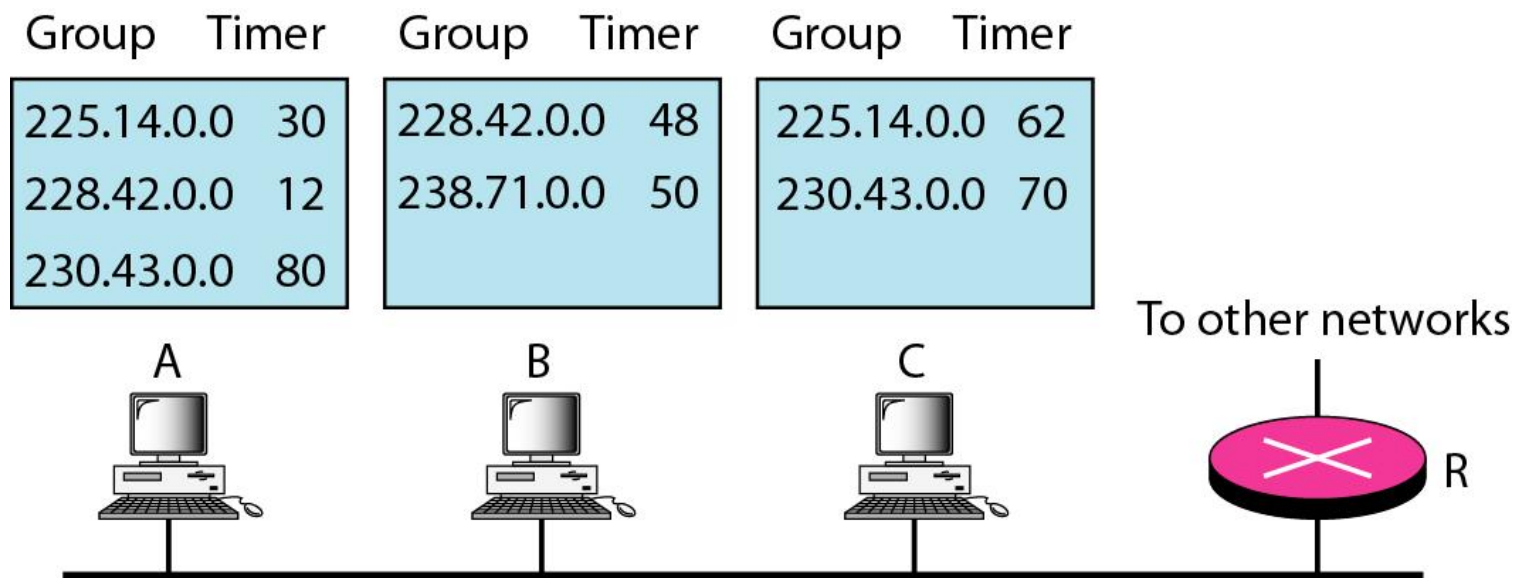 Group Timer
225.14.0.0 30
228.42.0.0 12
230.43.0.0 80
A
Group Timer
228.42.0.0 48
238.71.0.0 50
B
Group Timer
225.14.0.0 62
230.43.0.0 70
C
To other networks
R